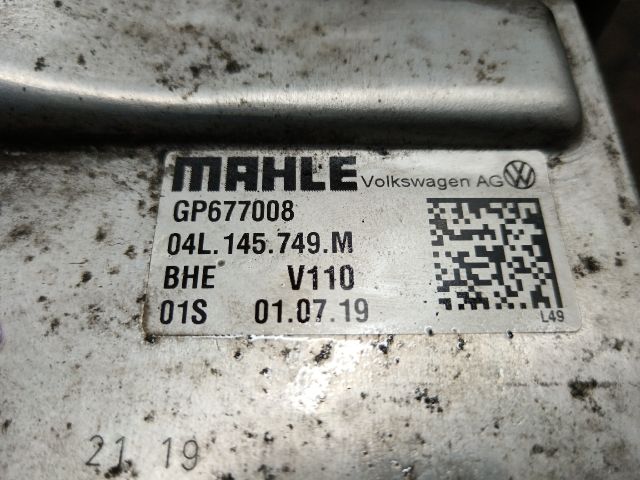 MAHLE Volkswagen AG
GP677008
04L.145.749.M
BHE V110
01S 01.07.19
L49
21 19